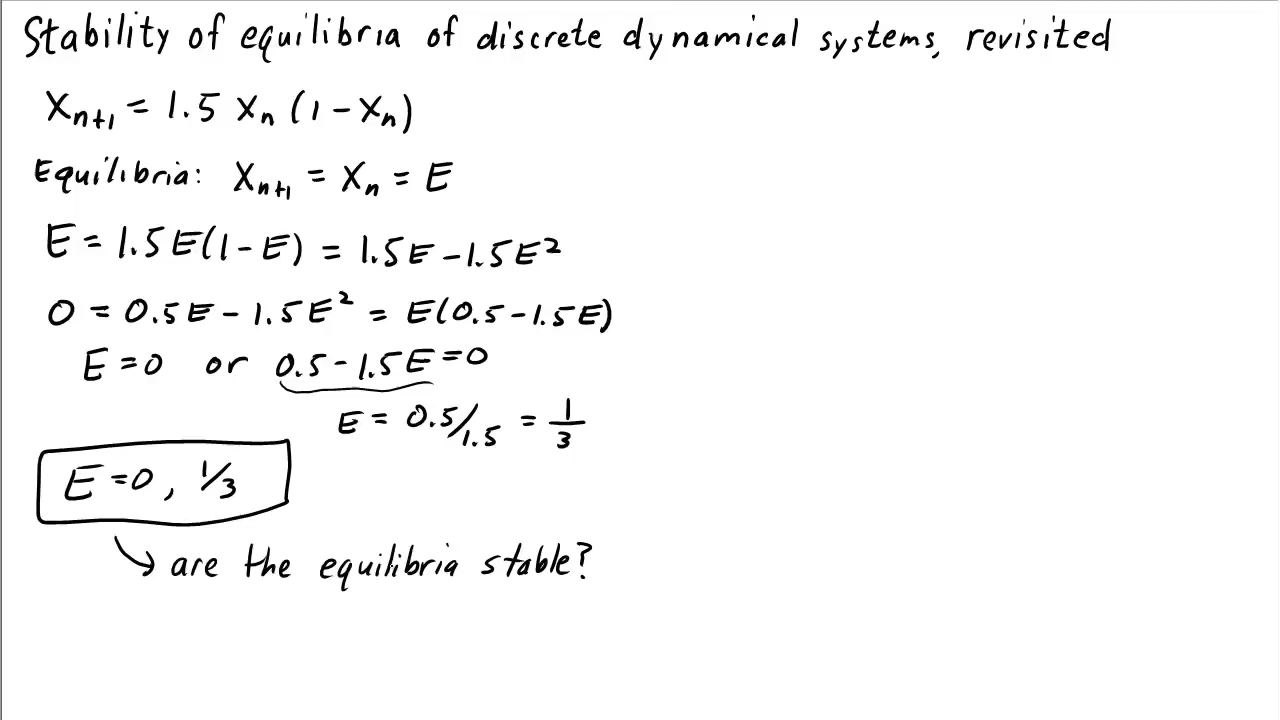 Stability of equilibria of discrete dynamical systems, revisited
Xₙ₊₁ = 1.5 Xₙ (1 - Xₙ)
Equilibria: Xₙ₊₁ = Xₙ = E
E = 1.5E(1 - E) = 1.5E - 1.5E²
0 = 0.5E - 1.5E² = E(0.5 - 1.5E)
E = 0 or 0.5 - 1.5E = 0
E = 0.5/1.5 = 1/3
E = 0, 1/3
↳ are the equilibria stable?